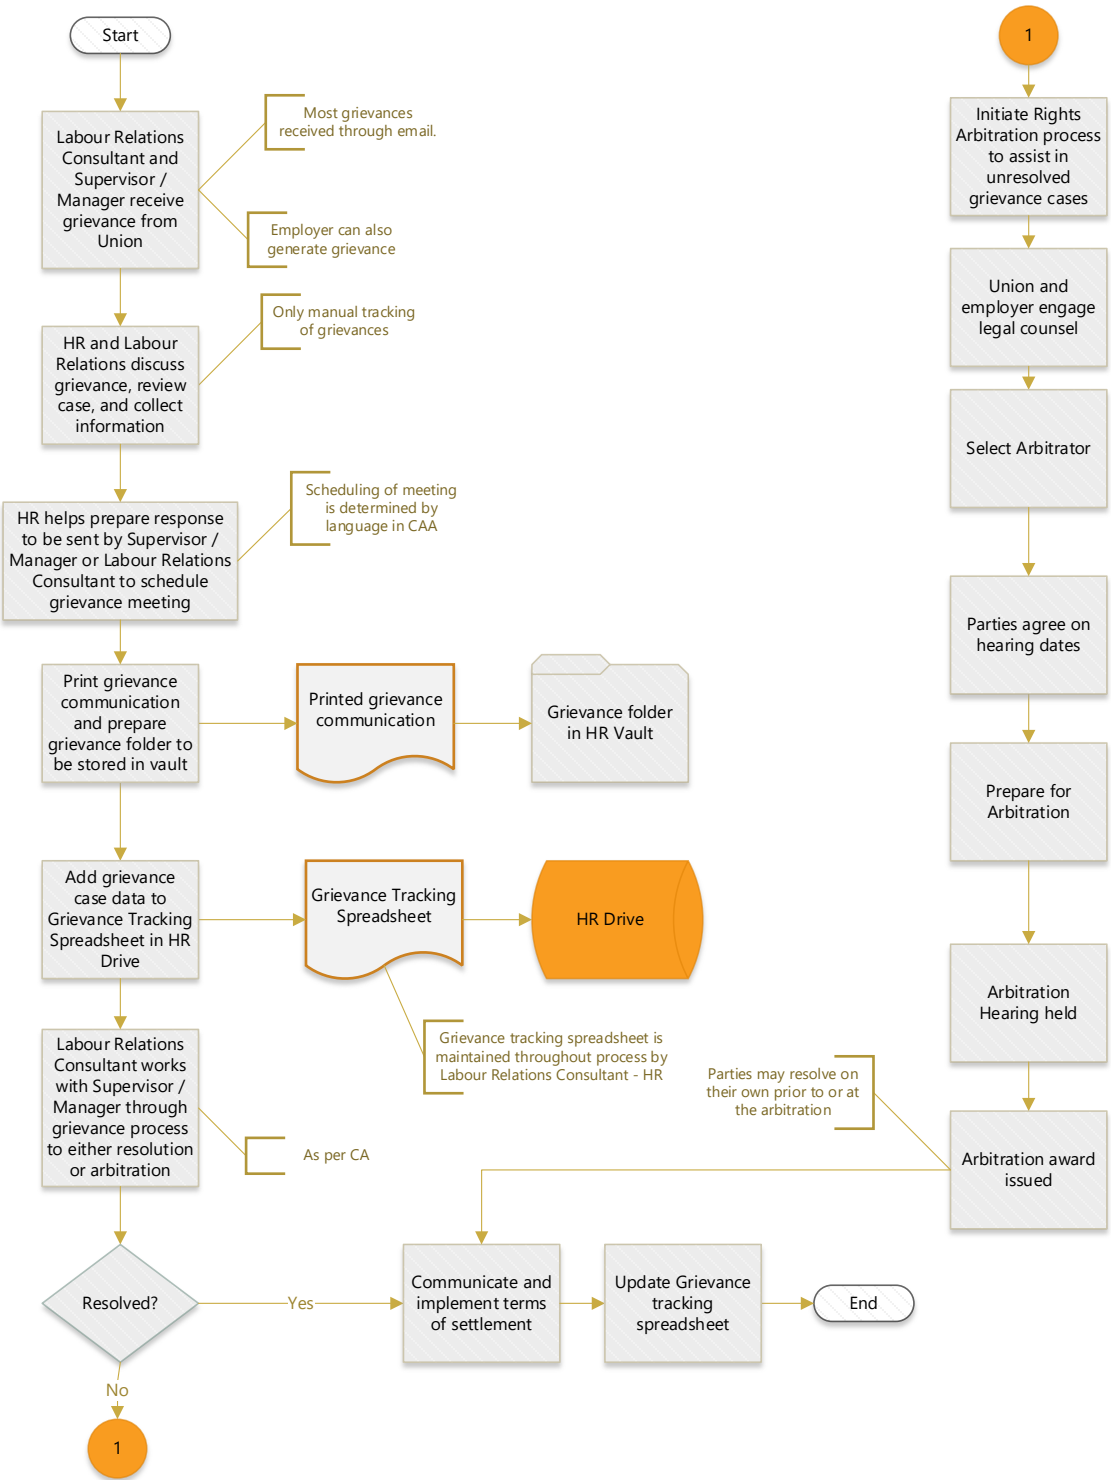 Start
Labour Relations
Consultant and
Supervisor /
Manager receive
grievance from
Union
Most grievances
received through email.
Employer can also
generate grievance
HR and Labour
Relations discuss
grievance, review
case, and collect
information
Only manual tracking
of grievances
HR helps prepare response
to be sent by Supervisor /
Manager or Labour Relations
Consultant to schedule
grievance meeting
Scheduling of meeting
is determined by
language in CAA
Print grievance
communication
and prepare
grievance folder to
be stored in vault
Printed grievance
communication
Grievance folder
in HR Vault
Add grievance
case data to
Grievance Tracking
Spreadsheet in HR
Drive
Grievance Tracking
Spreadsheet
HR Drive
Grievance tracking spreadsheet is
maintained throughout process by
Labour Relations Consultant - HR
Labour Relations
Consultant works
with Supervisor /
Manager through
grievance process
to either resolution
or arbitration
As per CA
Resolved?
Yes
No
1
Communicate and
implement terms
of settlement
Update Grievance
tracking
spreadsheet
End
1
Initiate Rights
Arbitration process
to assist in
unresolved
grievance cases
Union and
employer engage
legal counsel
Select Arbitrator
Parties agree on
hearing dates
Prepare for
Arbitration
Arbitration
Hearing held
Parties may resolve on
their own prior to or at
the arbitration
Arbitration award
issued